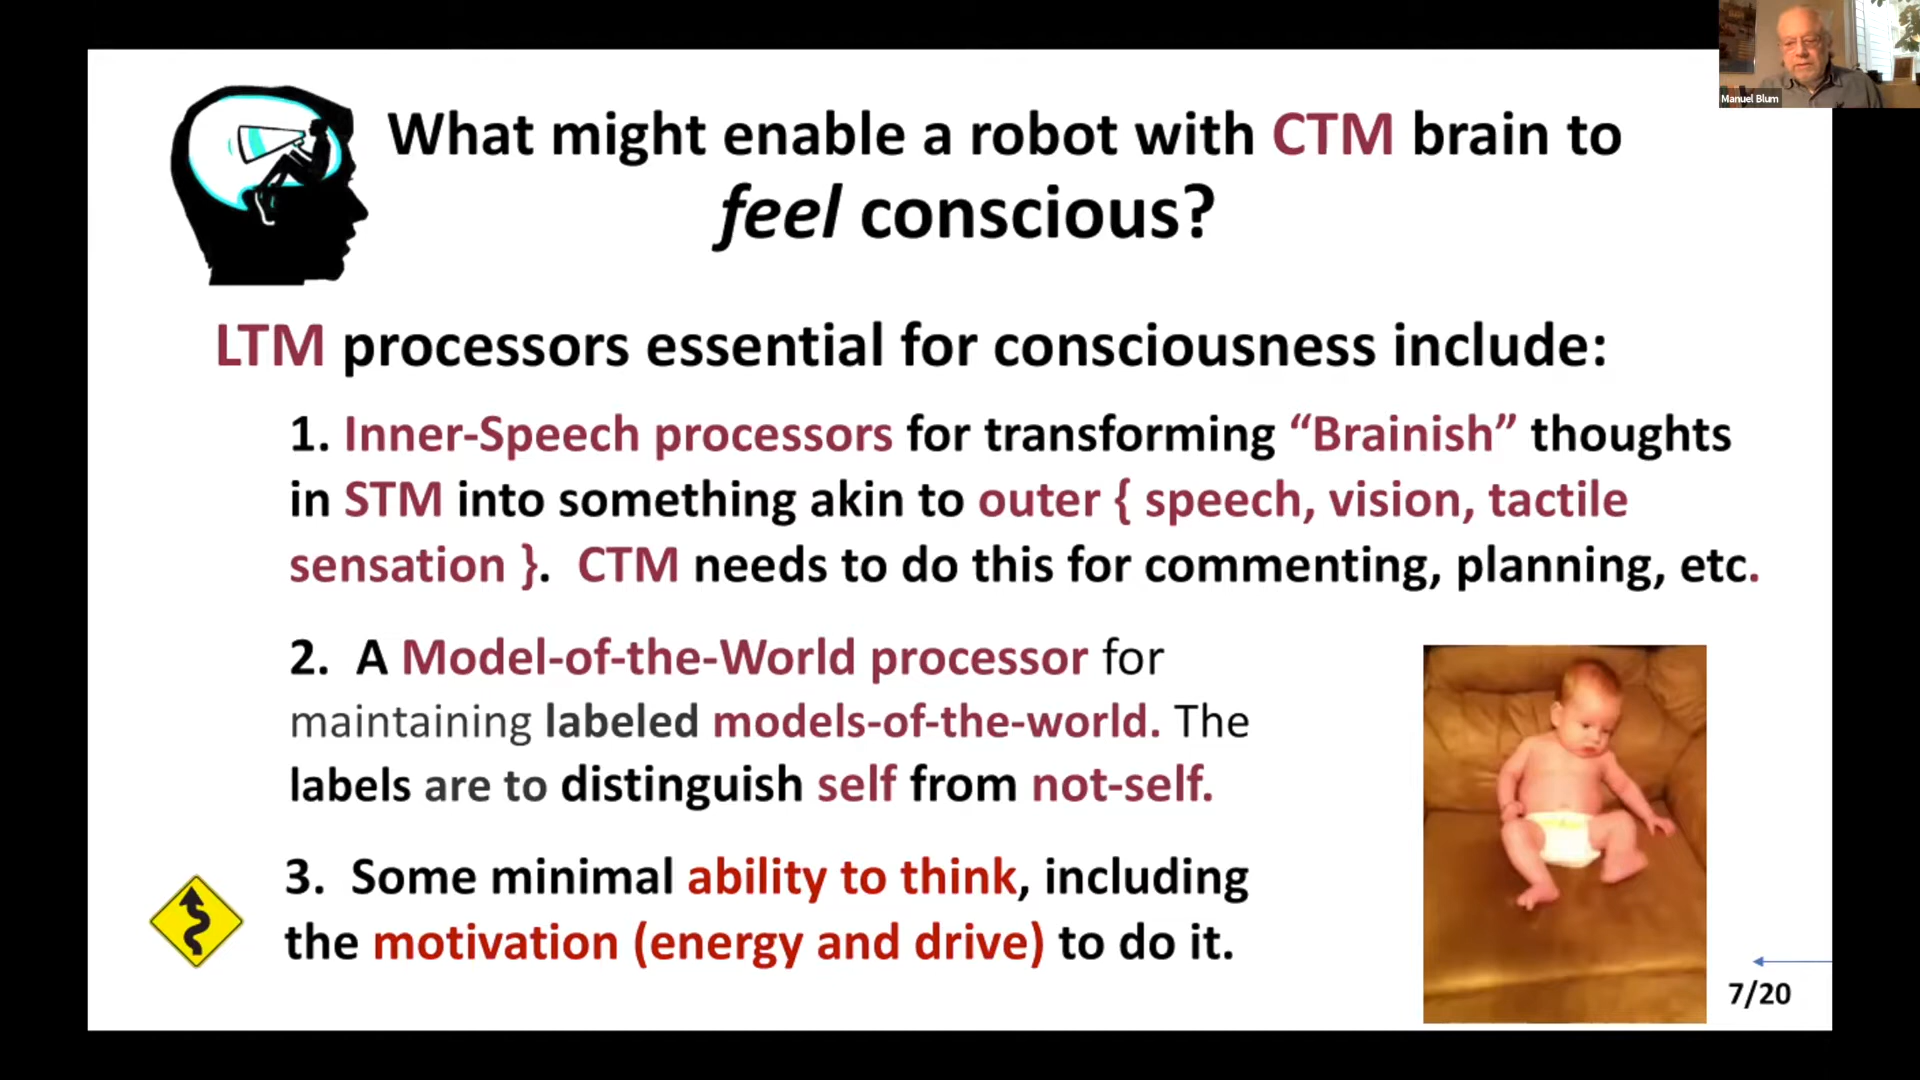 Manuel Blum
What might enable a robot with CTM brain to
feel conscious?
LTM processors essential for consciousness include:
1. Inner-Speech processors for transforming “Brainish” thoughts
in STM into something akin to outer { speech, vision, tactile
sensation }. CTM needs to do this for commenting, planning, etc.
2. A Model-of-the-World processor for
maintaining labeled models-of-the-world. The
labels are to distinguish self from not-self.
3. Some minimal ability to think, including
the motivation (energy and drive) to do it.
7/20